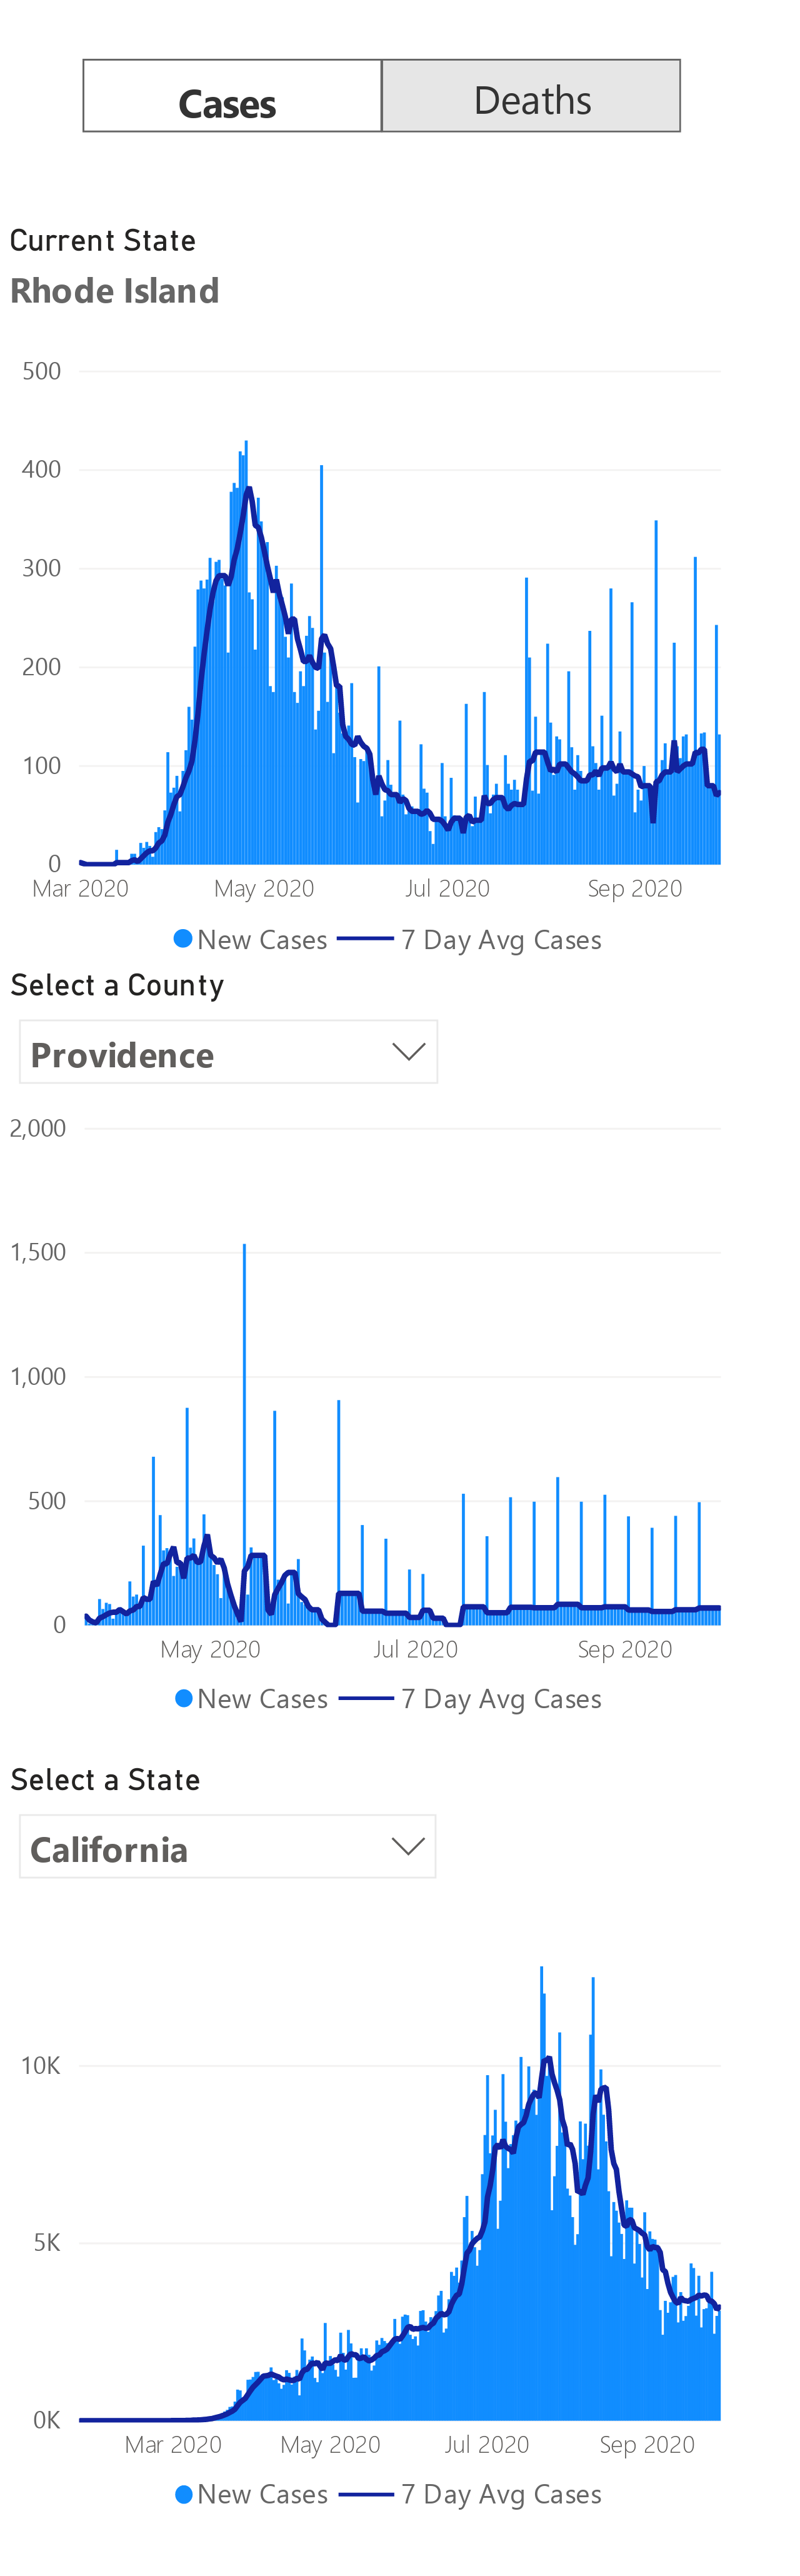 Cases Deaths
Current State
Rhode Island
500
400
300
200
100
0
Mar 2020 May 2020 Jul 2020 Sep 2020
New Cases 7 Day Avg Cases
Select a County
Providence
2,000
1,500
1,000
500
0
May 2020 Jul 2020 Sep 2020
New Cases 7 Day Avg Cases
Select a State
California
10K
5K
0K
Mar 2020 May 2020 Jul 2020 Sep 2020
New Cases 7 Day Avg Cases